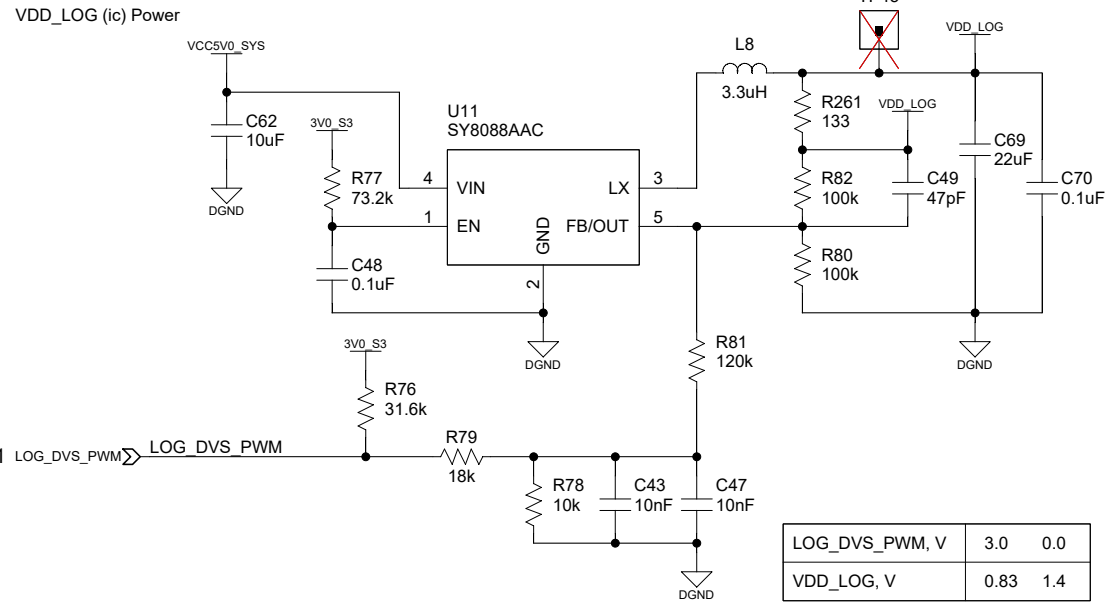 VDD_LOG (ic) Power
VCC5V0_SYS
C62
10uF
DGND
3V0_S3
R77
73.2k
C48
0.1uF
U11
SY8088AAC
4
VIN
1
EN
GND
2
LX
3
FB/OUT
5
DGND
L8
3.3uH
VDD_LOG
R261
133
VDD_LOG
R82
100k
C49
47pF
R80
100k
C69
22uF
C70
0.1uF
DGND
R81
120k
3V0_S3
R76
31.6k
LOG_DVS_PWM
LOG_DVS_PWM
R79
18k
R78
10k
C43
10nF
C47
10nF
DGND
LOG_DVS_PWM, V 3.0 0.0
VDD_LOG, V 0.83 1.4